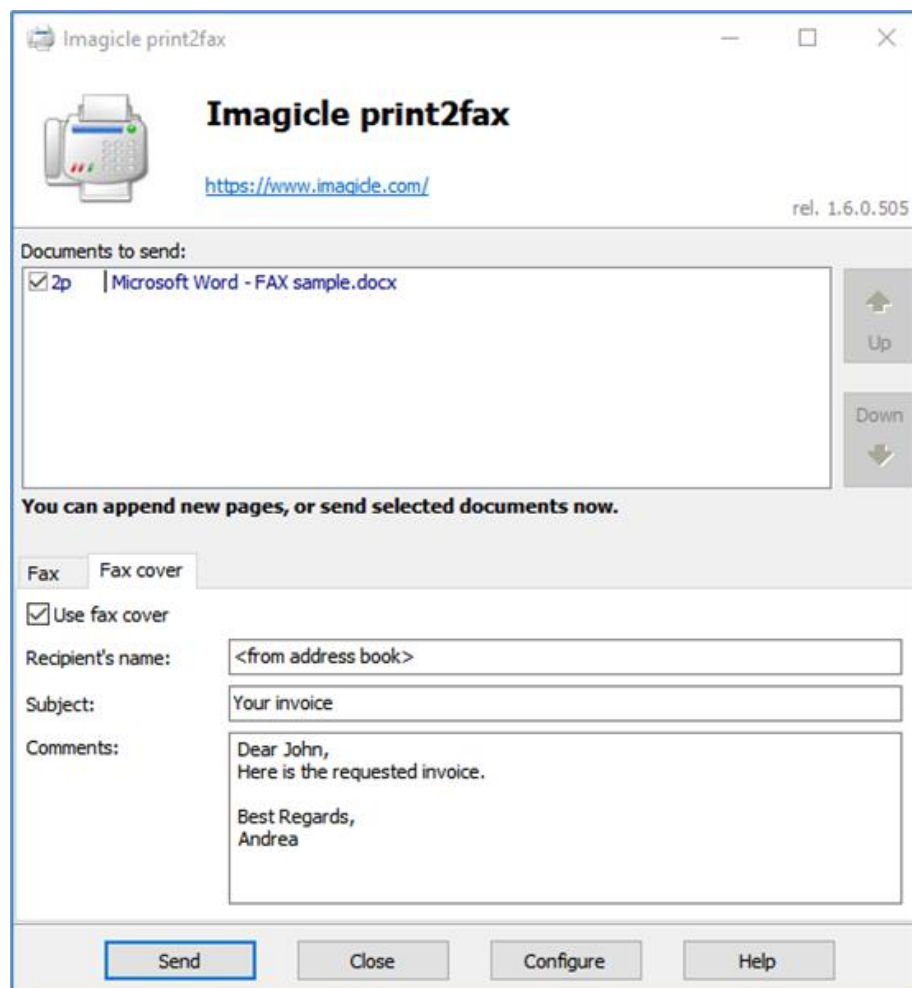 Imagicle print2fax
Imagicle print2fax
https://www.imagicle.com/
rel. 1.6.0.505
Documents to send:
2p Microsoft Word - FAX sample.docx
Up
Down
You can append new pages, or send selected documents now.
Fax Fax cover
Use fax cover
Recipient's name: <from address book>
Subject: Your invoice
Comments: Dear John,
Here is the requested invoice.
Best Regards,
Andrea
Send Close Configure Help